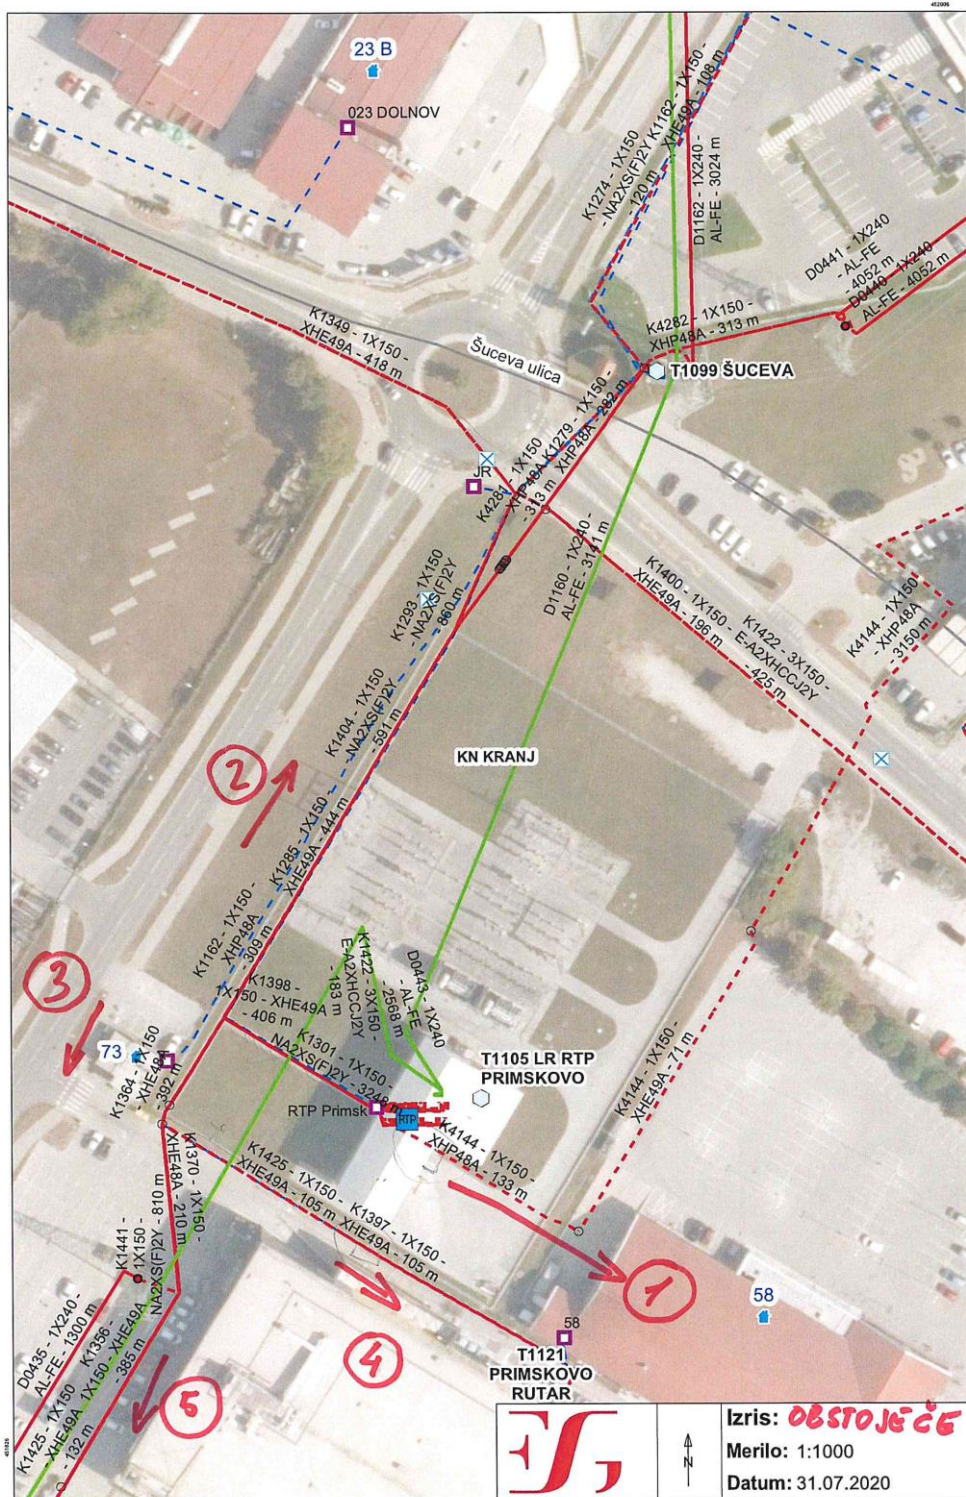 452006
23 B
023 DOLNOV
K1274 - 1X150
- NA2XS(F)2Y
- 120 m
K1162 - 1X150 -
XHE49A - 108 m
D1162 - 1X240 -
AL-FE - 3024 m
D0441 - 1X240
- AL-FE
- 4052 m
D0440 - 1X240
AL-FE - 4052 m
K1349 - 1X150 -
XHE49A - 418 m
Šuceva ulica
K4282 - 1X150 -
XHP48A - 313 m
T1099 ŠUCEVA
JR
K4281 - 1X150
- XHP48A
- 313 m
K1279 - 1X150 -
XHP48A - 282 m
D1160 - 1X240 -
AL-FE - 3141 m
K1293 - 1X150
- NA2XS(F)2Y
- 860 m
K1400 - 1X150 -
XHE49A - 196 m
K1422 - 3X150 -
E-A2XHCCJ2Y
- 425 m
K4144 - 1X150
- XHP48A
- 3150 m
K1404 - 1X150
- NA2XS(F)2Y
- 591 m
KN KRANJ
2
K1285 - 1X150 -
XHE49A - 444 m
K1162 - 1X150 -
XHP48A
- 309 m
3
K1398 -
1X150 - XHE49A
- 406 m
K1422 - 3X150 -
E-A2XHCCJ2Y
- 183 m
D0443 - 1X240
- AL-FE
- 2568 m
K1301 - 1X150 -
NA2XS(F)2Y - 3248 m
73
K1364 - 1X150
- XHE48A
- 392 m
T1105 LR RTP
PRIMSKOVO
RTP Primsk
RTP
K4144 - 1X150 -
XHP48A - 133 m
K4144 - 1X150 -
XHE49A - 71 m
K1370 - 1X150 -
XHE48A - 210 m
K1425 - 1X150 -
XHE49A - 105 m
K1397 - 1X150 -
XHE49A - 105 m
1
K1441 -
1X150 -
NA2XS(F)2Y - 810 m
58
58
T1121
PRIMSKOVO
RUTAR
4
D0435 - 1X240 -
AL-FE - 1300 m
K1356 -
1X150 - XHE49A
- 385 m
K1425 - 1X150
- XHE49A
- 132 m
5
N
Izris: OBSTOJEČE
Merilo: 1:1000
Datum: 31.07.2020